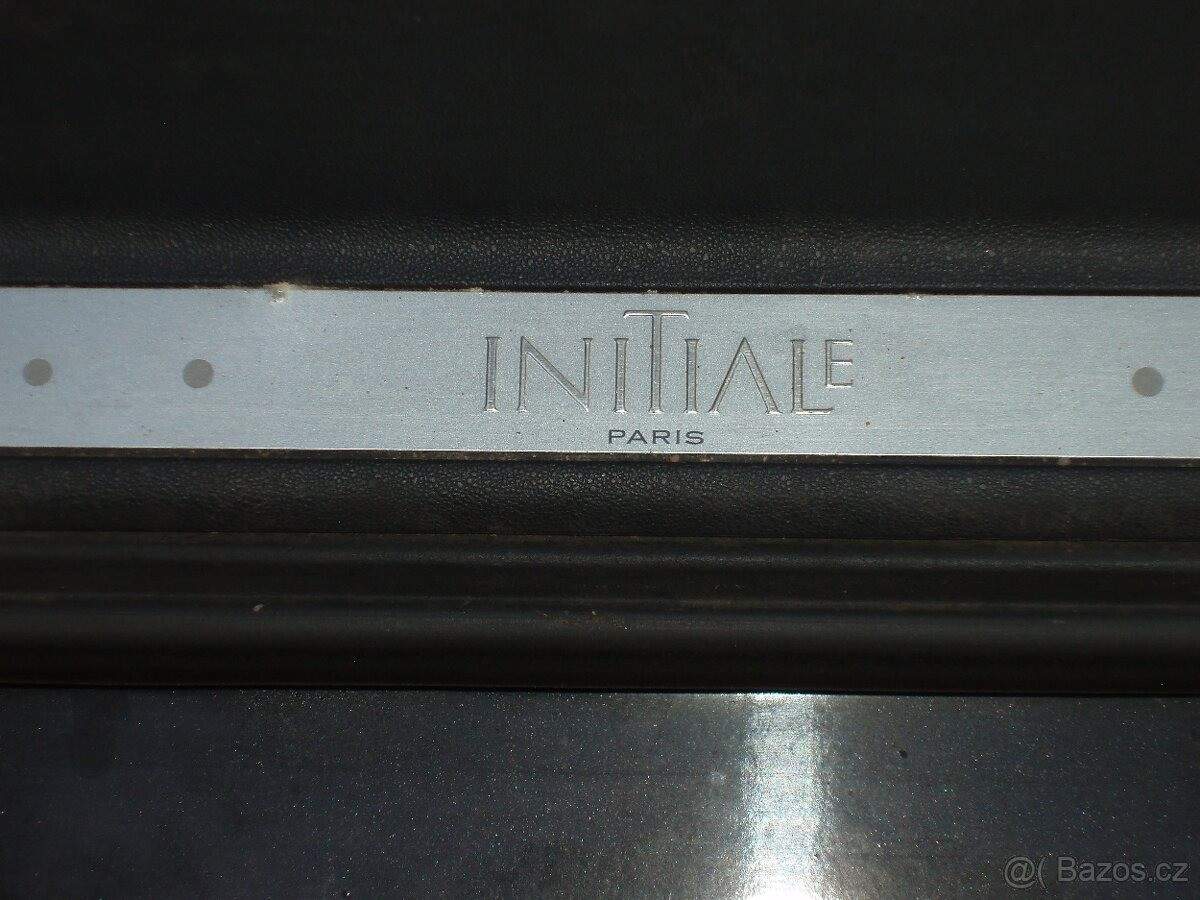 INITIALE
PARIS
@( Bazos.cz